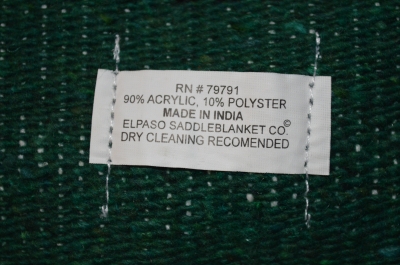 RN # 79791
90% ACRYLIC, 10% POLYSTER
MADE IN INDIA
ELPASO SADDLEBLANKET CO.©
DRY CLEANING RECOMENDED